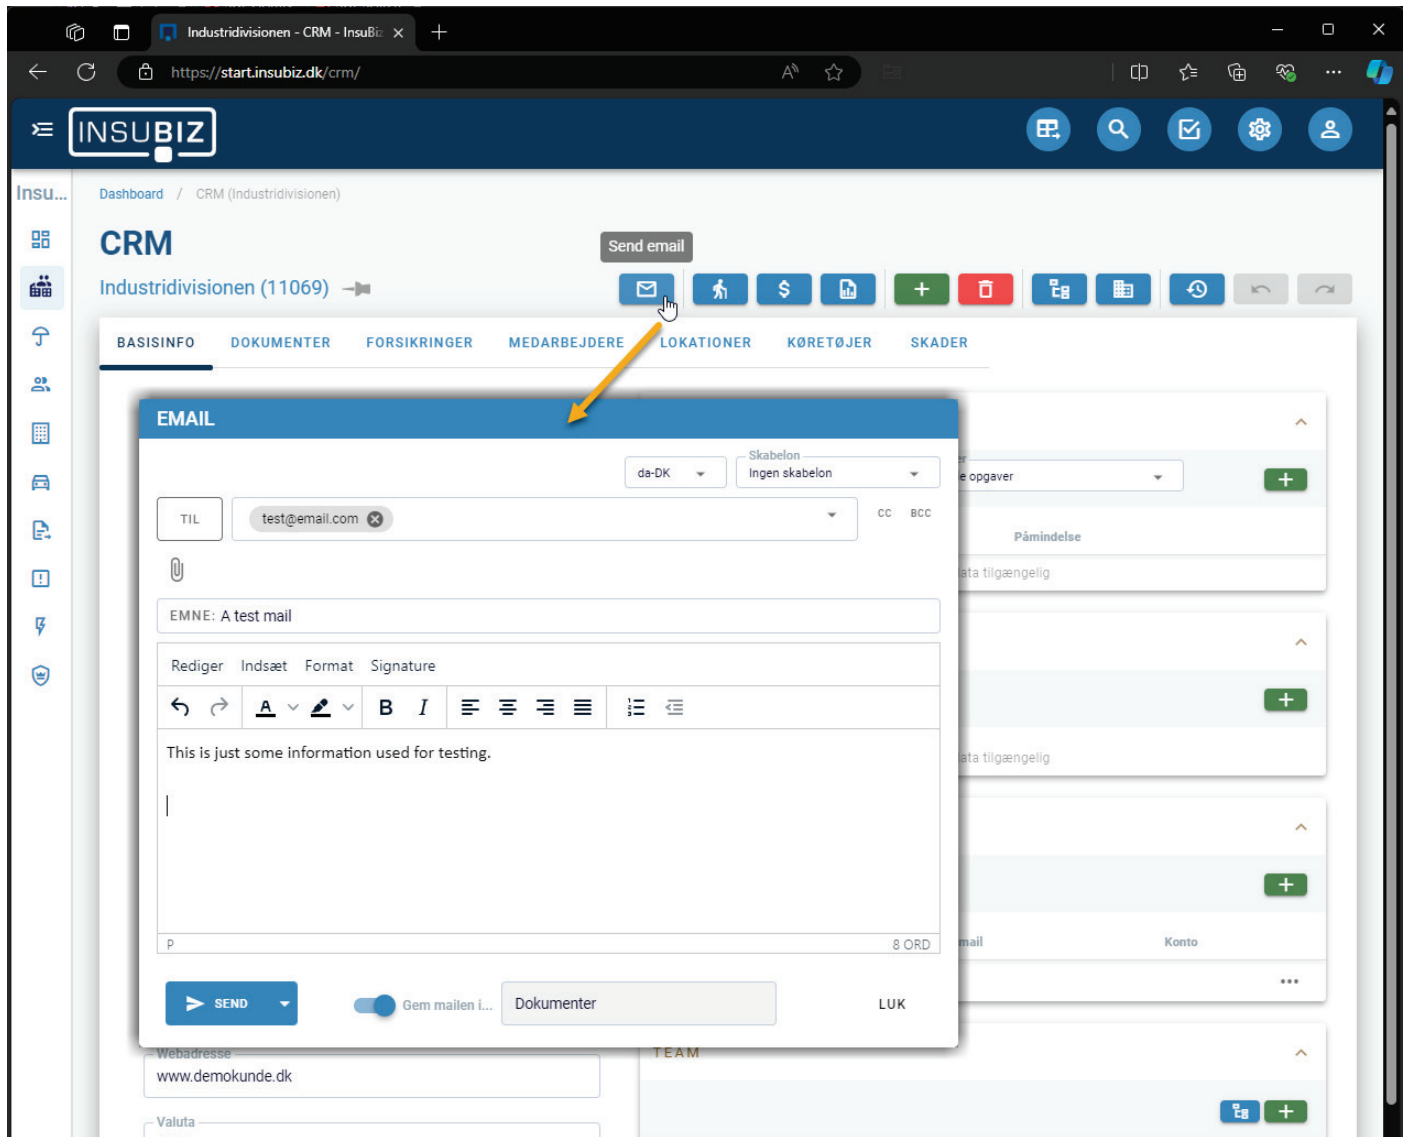 Industridivisionen - CRM - InsuBiz
https://start.insubiz.dk/crm/
INSUBIZ
Insu...
Dashboard / CRM (Industridivisionen)
CRM
Send email
Industridivisionen (11069)
BASISINFO DOKUMENTER FORSIKRINGER MEDARBEJDERE LOKATIONER KØRETØJER SKADER
EMAIL
da-DK
Skabelon
Ingen skabelon
e opgaver
TIL test@email.com CC BCC
Påmindelse
ata tilgængelig
EMNE: A test mail
Rediger Indsæt Format Signature
A B I
This is just some information used for testing.
ata tilgængelig
P 8 ORD
mail Konto
SEND Gem mailen i... Dokumenter LUK
Webadresse
www.demokunde.dk
TEAM
Valuta